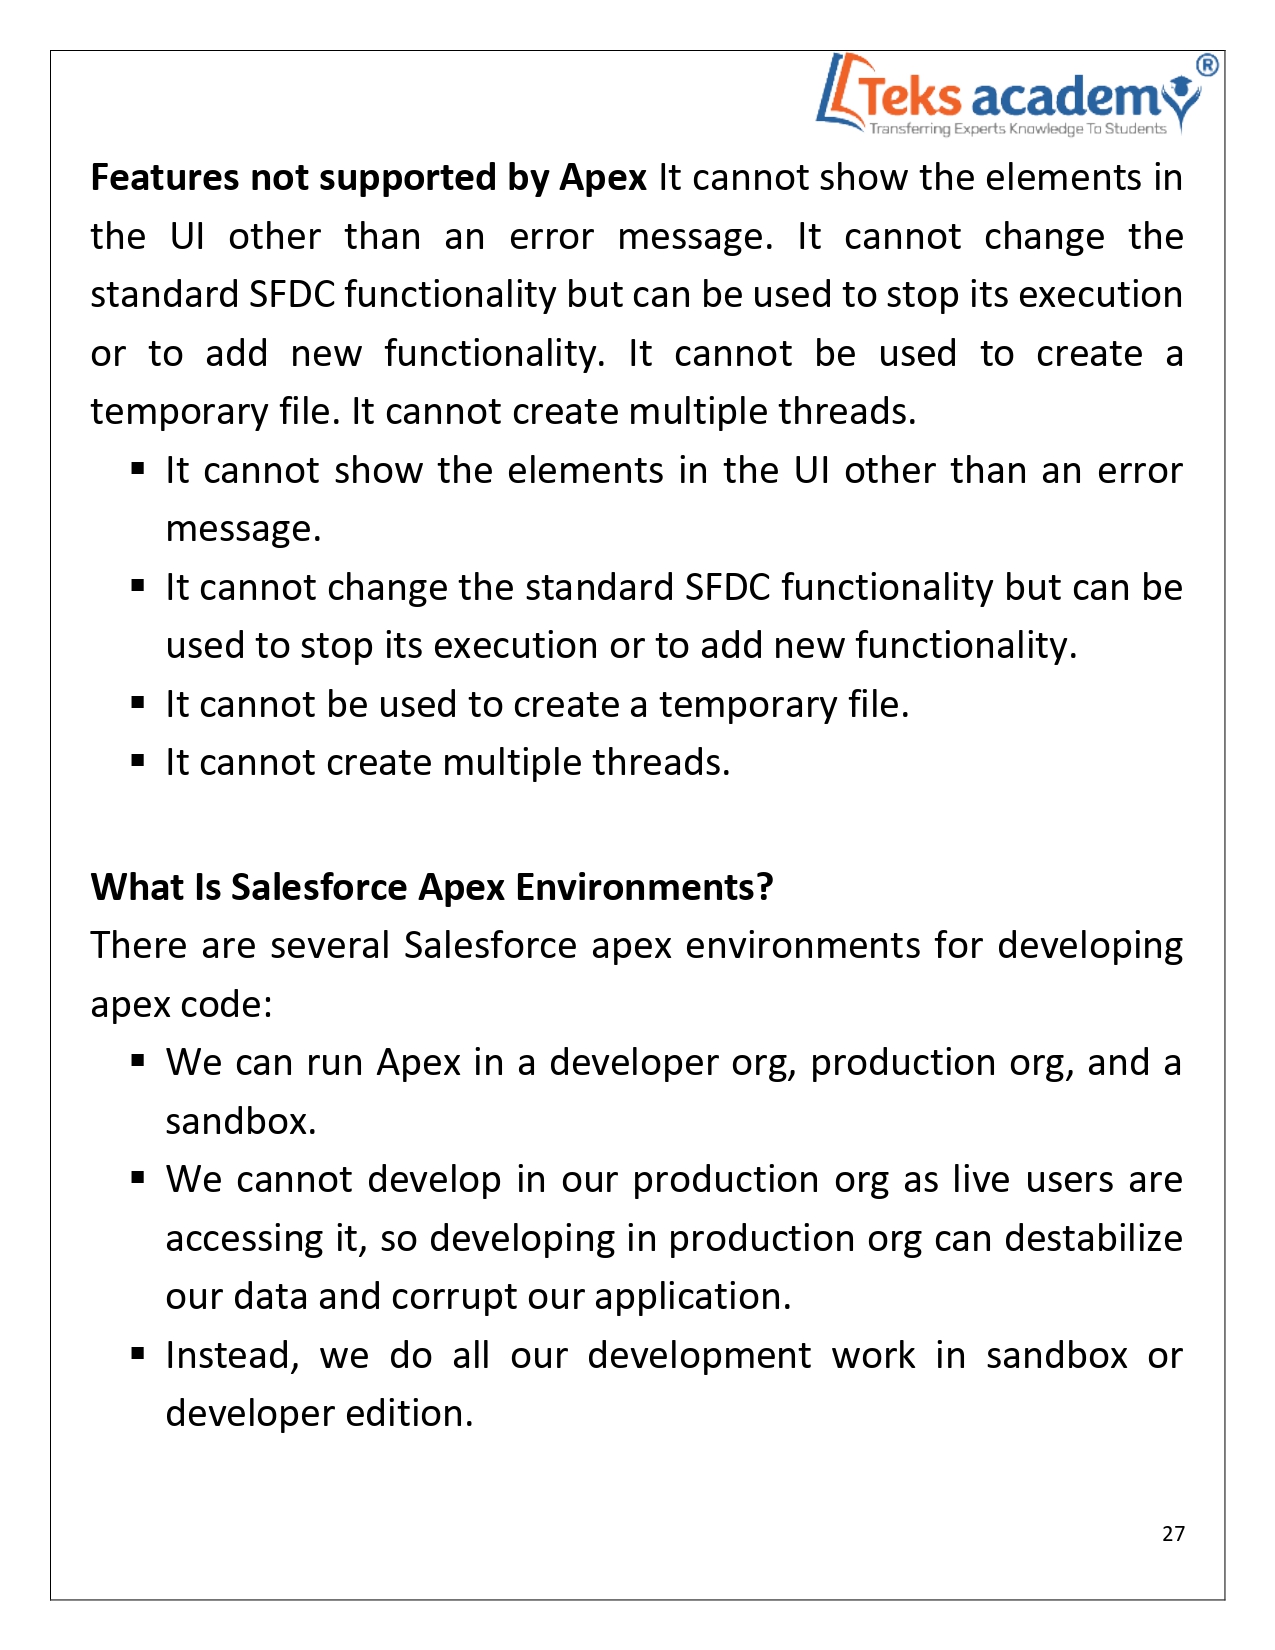 Teks academy®
Transferring Experts Knowledge To Students
Features not supported by Apex It cannot show the elements in
the UI other than an error message. It cannot change the
standard SFDC functionality but can be used to stop its execution
or to add new functionality. It cannot be used to create a
temporary file. It cannot create multiple threads.
▪ It cannot show the elements in the UI other than an error
message.
▪ It cannot change the standard SFDC functionality but can be
used to stop its execution or to add new functionality.
▪ It cannot be used to create a temporary file.
▪ It cannot create multiple threads.
What Is Salesforce Apex Environments?
There are several Salesforce apex environments for developing
apex code:
▪ We can run Apex in a developer org, production org, and a
sandbox.
▪ We cannot develop in our production org as live users are
accessing it, so developing in production org can destabilize
our data and corrupt our application.
▪ Instead, we do all our development work in sandbox or
developer edition.
27